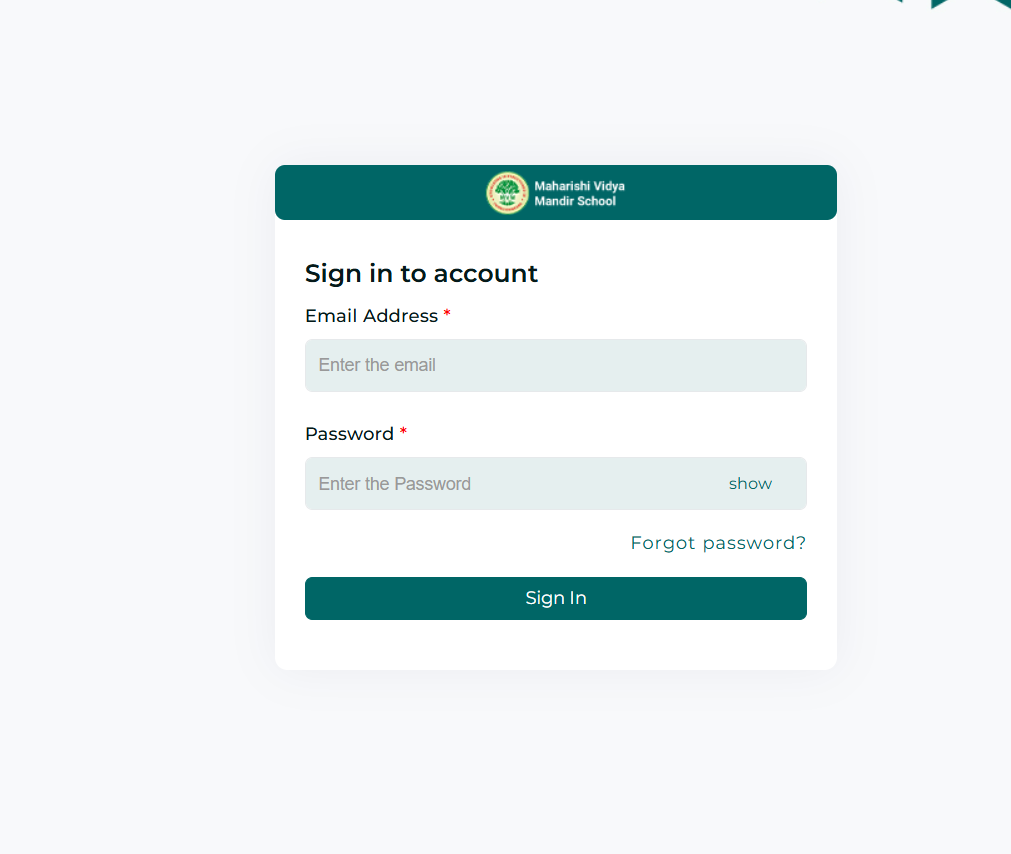 Maharishi Vidya
Mandir School
Sign in to account
Email Address *
Enter the email
Password *
Enter the Password show
Forgot password?
Sign In